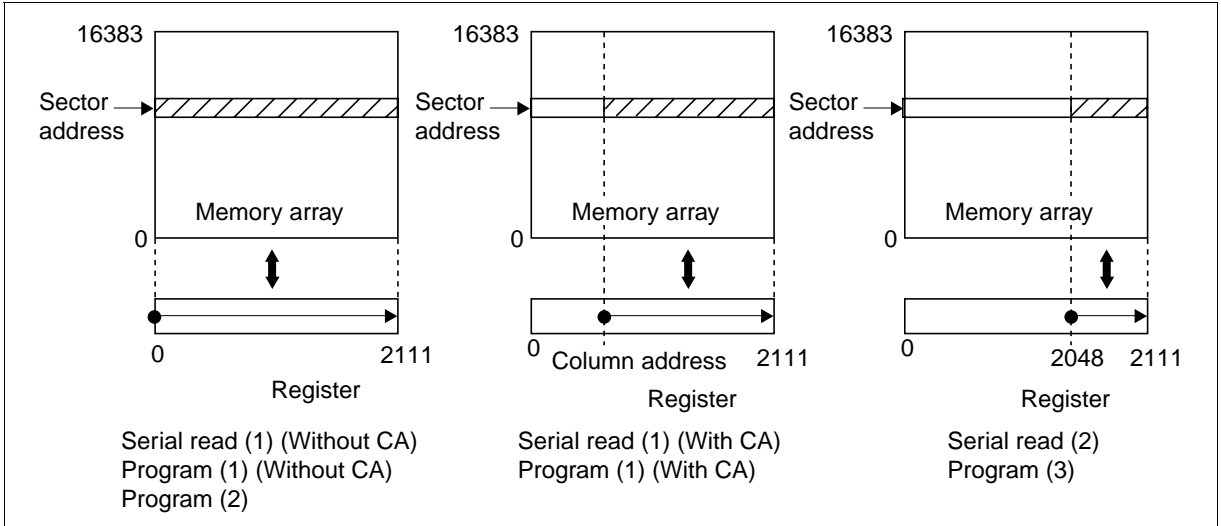 16383
Sector
address
Memory array
0
0
2111
Register
Serial read (1) (Without CA)
Program (1) (Without CA)
Program (2)
16383
Sector
address
Memory array
0
0
Column address
2111
Register
Serial read (1) (With CA)
Program (1) (With CA)
16383
Sector
address
Memory array
0
0
2048
2111
Register
Serial read (2)
Program (3)